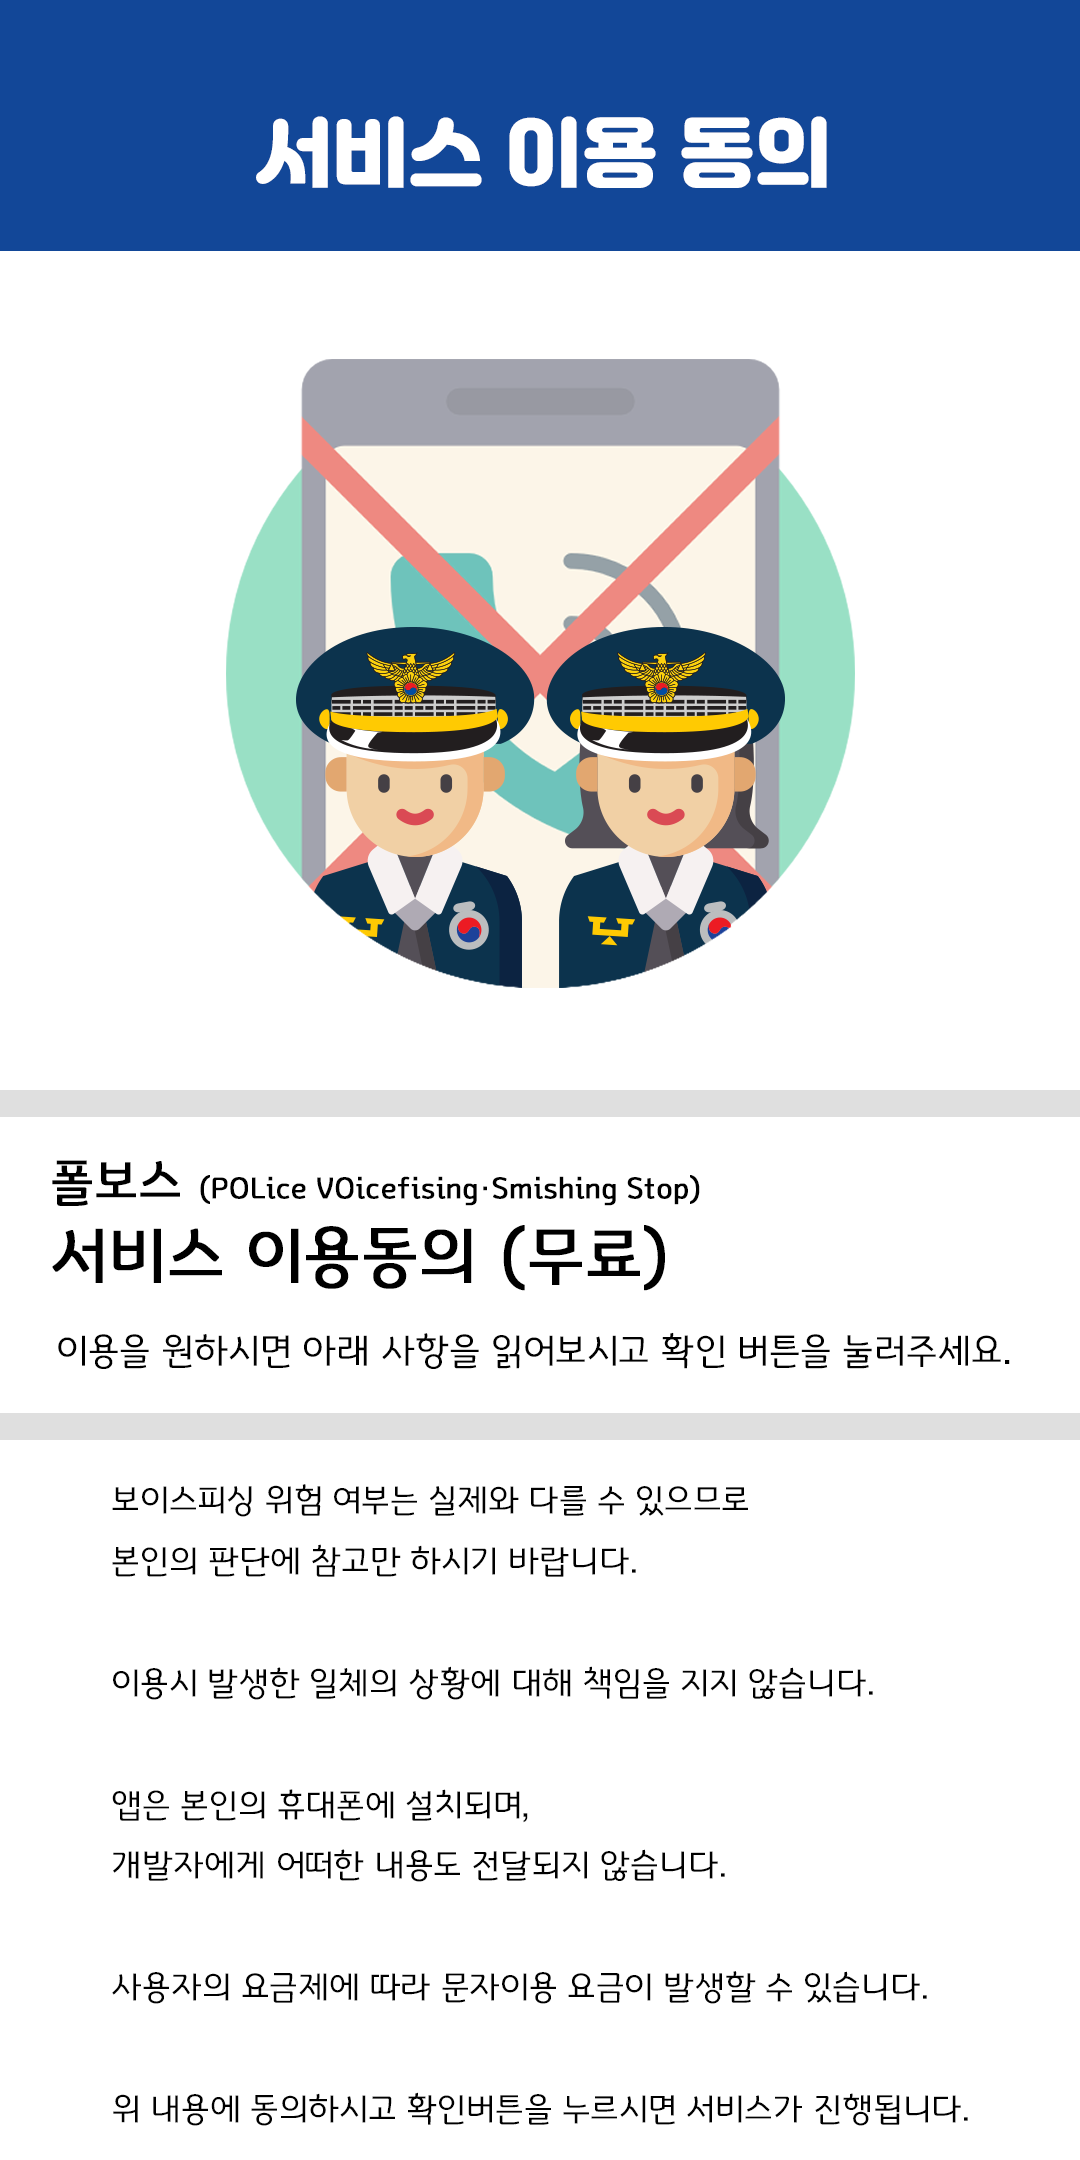 서비스 이용 동의
폴보스 (POLice VOicefising·Smishing Stop)
서비스 이용동의 (무료)
이용을 원하시면 아래 사항을 읽어보시고 확인 버튼을 눌러주세요.
보이스피싱 위험 여부는 실제와 다를 수 있으므로
본인의 판단에 참고만 하시기 바랍니다.
이용시 발생한 일체의 상황에 대해 책임을 지지 않습니다.
앱은 본인의 휴대폰에 설치되며,
개발자에게 어떠한 내용도 전달되지 않습니다.
사용자의 요금제에 따라 문자이용 요금이 발생할 수 있습니다.
위 내용에 동의하시고 확인버튼을 누르시면 서비스가 진행됩니다.